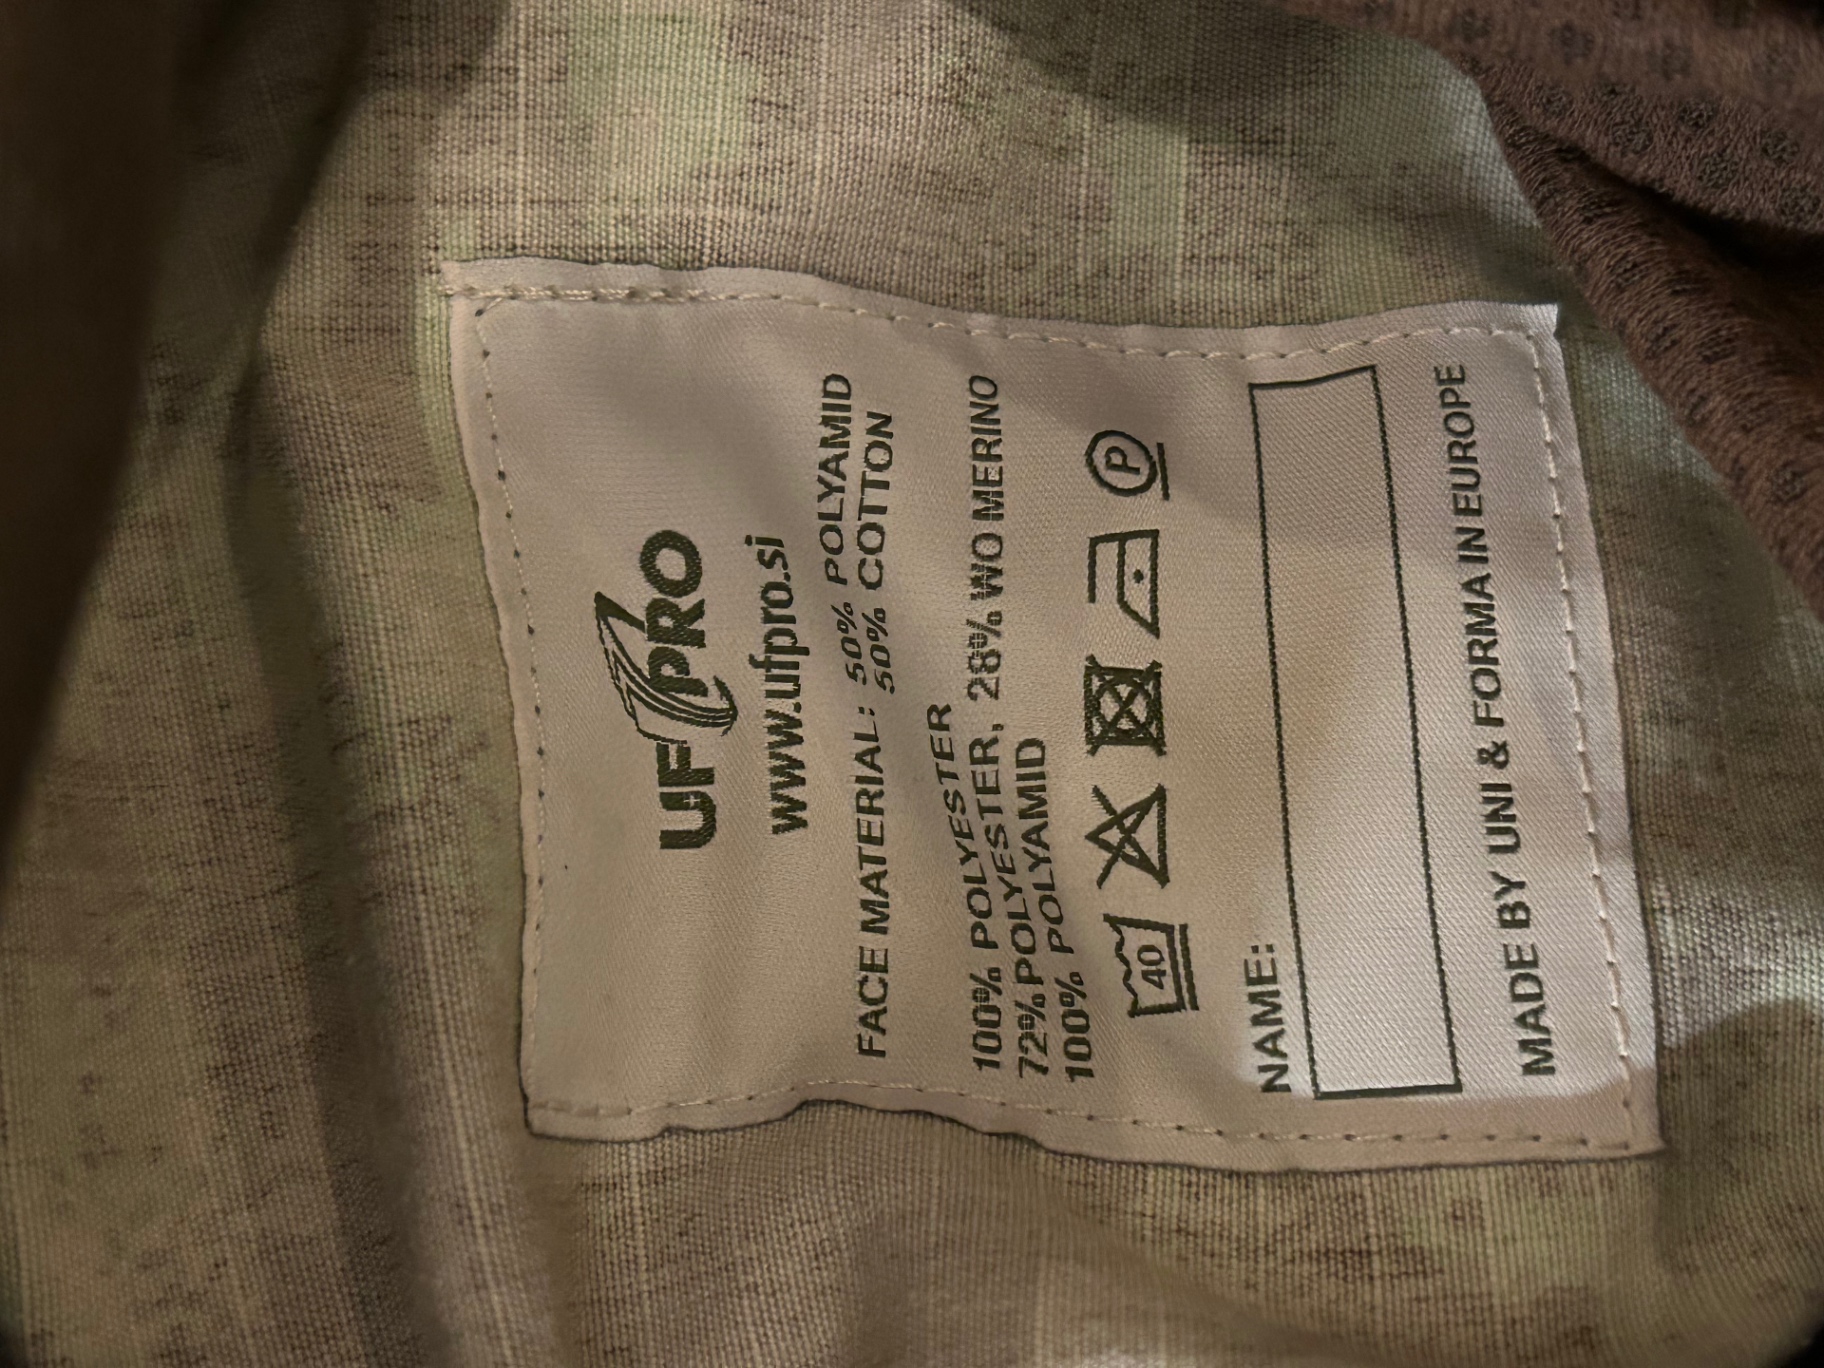 UF PRO
www.ufpro.si
FACE MATERIAL: 50% POLYAMID
50% COTTON
100% POLYESTER
72% POLYESTER, 28% WO MERINO
100% POLYAMID
40 P
NAME:
MADE BY UNI & FORMA IN EUROPE